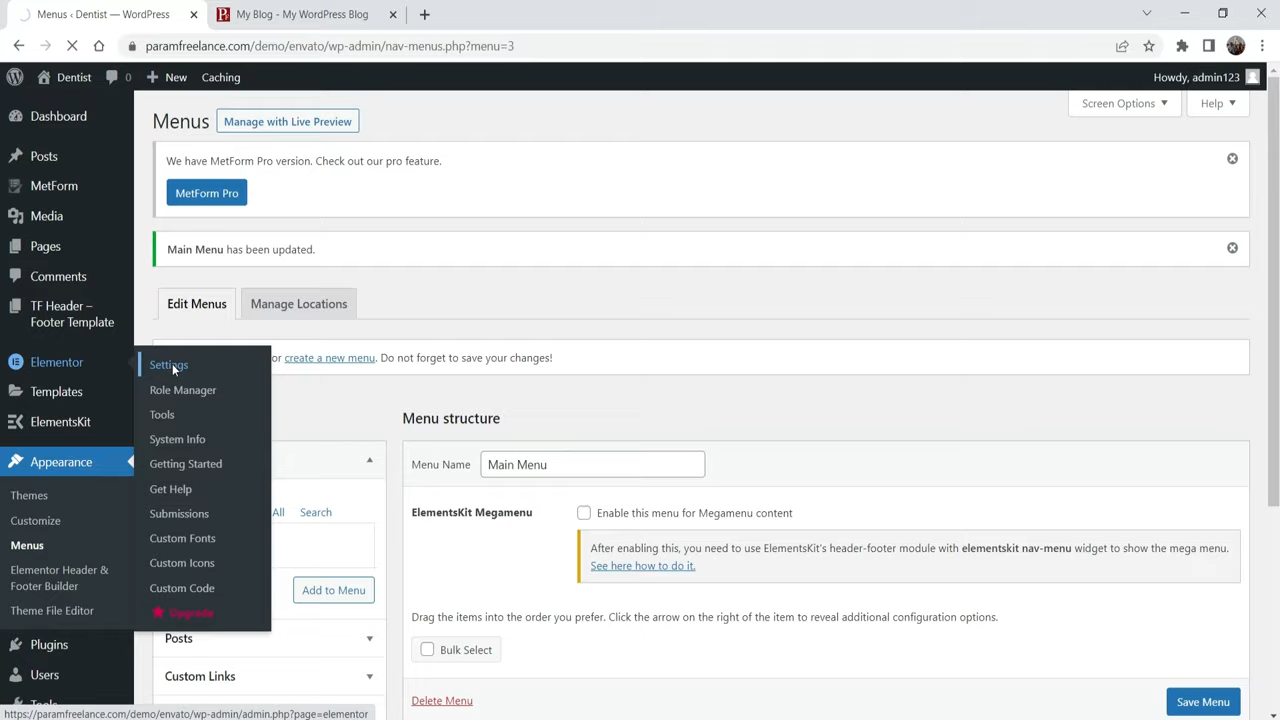 Menus ‹ Dentist — WordPress
My Blog - My WordPress Blog
paramfreelance.com/demo/envato/wp-admin/nav-menus.php?menu=3
Dentist
0
New
Caching
Howdy, admin123
Dashboard
Posts
MetForm
Media
Pages
Comments
TF Header –
Footer Template
Elementor
Templates
ElementsKit
Appearance
Themes
Customize
Menus
Elementor Header &
Footer Builder
Theme File Editor
Plugins
Users
Tools
Settings
Role Manager
Tools
System Info
Getting Started
Get Help
Submissions
Custom Fonts
Custom Icons
Custom Code
Upgrade
Menus
Manage with Live Preview
Screen Options
Help
We have MetForm Pro version. Check out our pro feature.
MetForm Pro
Main Menu has been updated.
Edit Menus
Manage Locations
or create a new menu. Do not forget to save your changes!
All
Search
Add to Menu
Posts
Custom Links
Menu structure
Menu Name
Main Menu
ElementsKit Megamenu
Enable this menu for Megamenu content
After enabling this, you need to use ElementsKit's header-footer module with elementskit nav-menu widget to show the mega menu.
See here how to do it.
Drag the items into the order you prefer. Click the arrow on the right of the item to reveal additional configuration options.
Bulk Select
Delete Menu
Save Menu
https://paramfreelance.com/demo/envato/wp-admin/admin.php?page=elementor